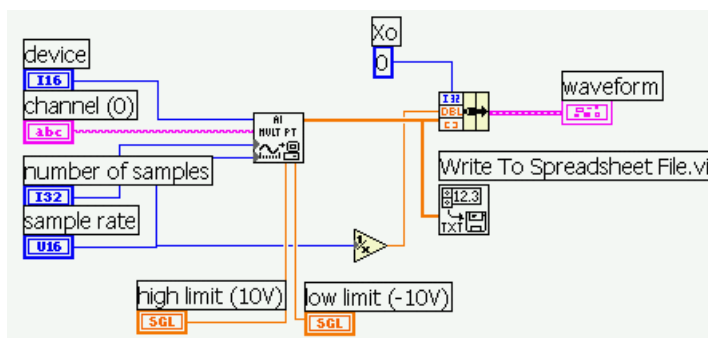 Xo
0
device
I16
channel (0)
abc
AI
MULT PT
I32
DBL
[ ]
waveform
number of samples
I32
Write To Spreadsheet File.vi
12.3
TXT
sample rate
U16
1/x
high limit (10V)
SGL
low limit (-10V)
SGL